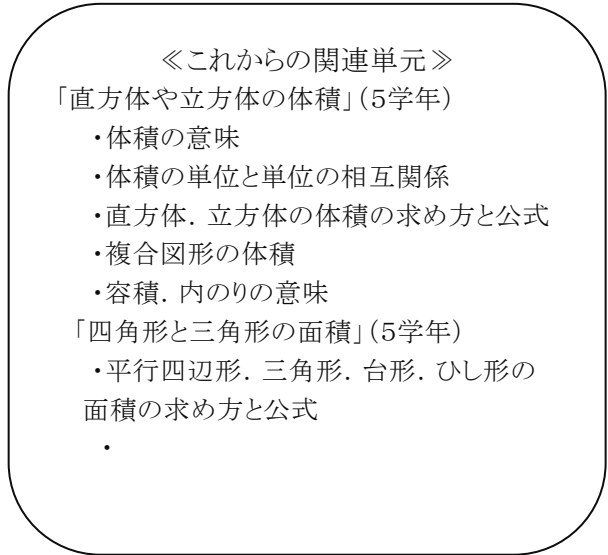 ≪これからの関連単元≫
「直方体や立方体の体積」(5学年)
・体積の意味
・体積の単位と単位の相互関係
・直方体．立方体の体積の求め方と公式
・複合図形の体積
・容積．内のりの意味
「四角形と三角形の面積」(5学年)
・平行四辺形．三角形．台形．ひし形の
面積の求め方と公式
・